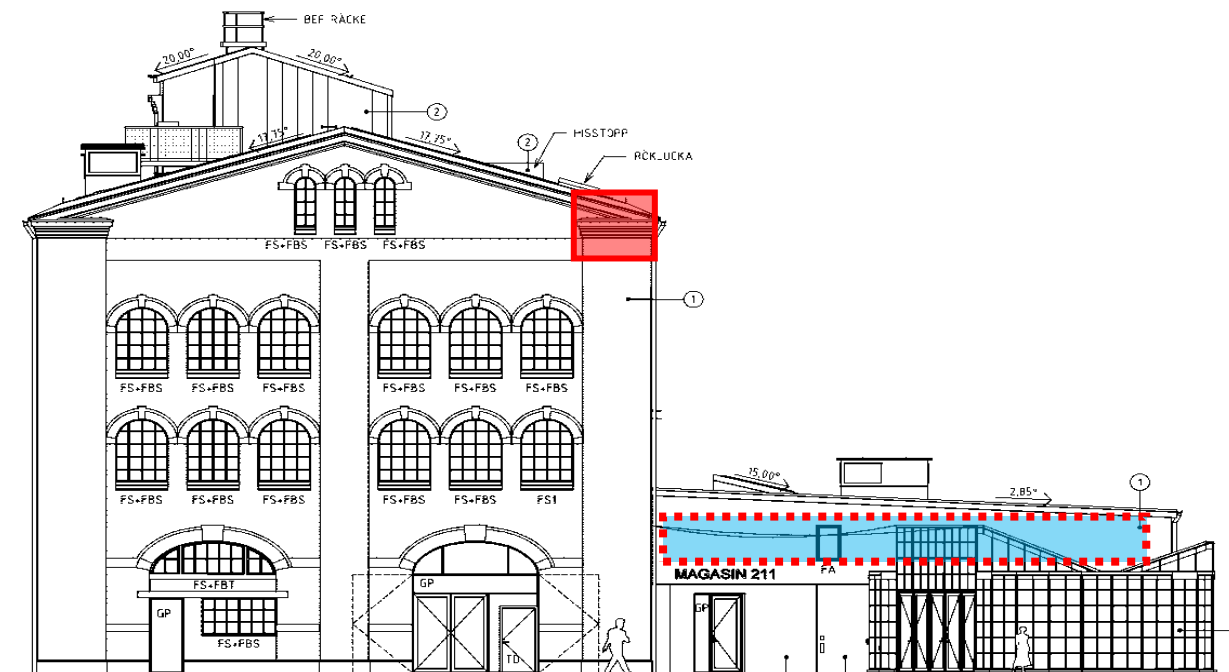 BEF RÄCKE
20,00° 20,00°
2
17,75° 17,75°
2
HISSTOPP
FS+FBS FS+FBS FS+FBS
1
FS+FBS FS+FBS FS+FBS FS+FBS FS+FBS FS+FBS
FS+FBS FS+FBS FS+FBS FS+FBS FS+FBS FS1
15,00°
2,85°
1
FA
MAGASIN 211
FS+FBT
GP
GP
GP
FS+FBS
TD